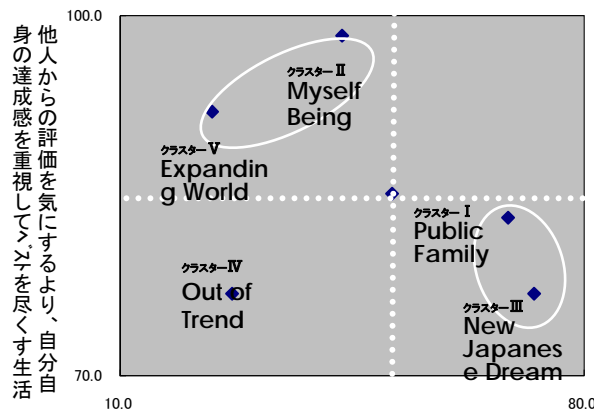 他人からの評価を気にするより、自分自
身の達成感を重視してベストを尽くす生活
100.0
クラスターⅡ
Myself
Being
クラスターⅤ
Expandin
g World
クラスターⅠ
Public
Family
クラスターⅣ
Out of
Trend
クラスターⅢ
New
Japanes
e Dream
70.0
10.0
80.0